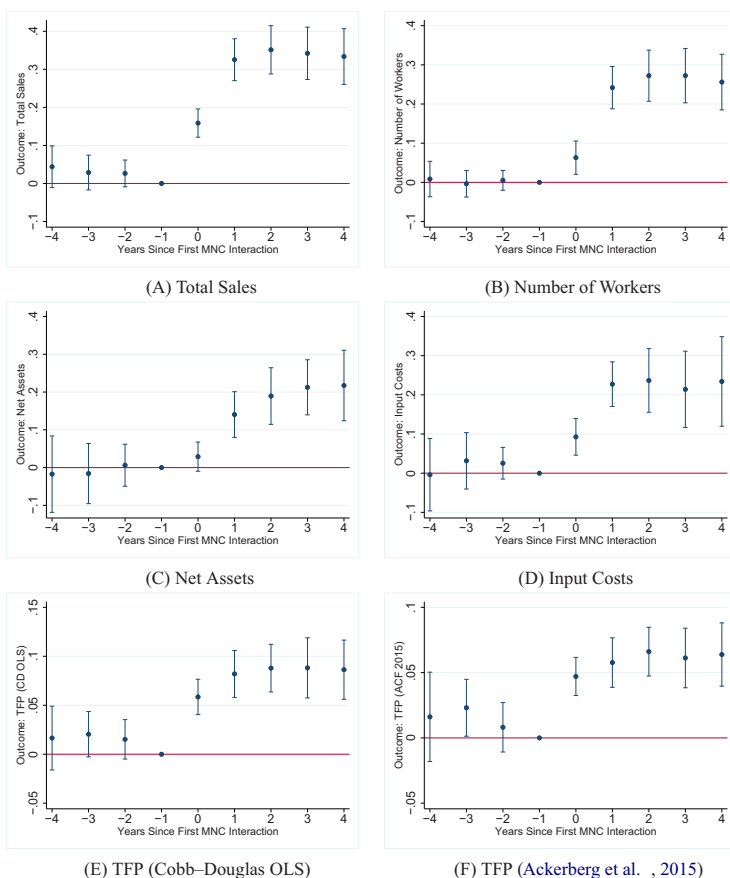 Outcome: Total Sales
.4
.3
.2
.1
0
-.1
−4 −3 −2 −1 0 1 2 3 4
Years Since First MNC Interaction
(A) Total Sales
Outcome: Number of Workers
.4
.3
.2
.1
0
-.1
−4 −3 −2 −1 0 1 2 3 4
Years Since First MNC Interaction
(B) Number of Workers
Outcome: Net Assets
.4
.3
.2
.1
0
-.1
−4 −3 −2 −1 0 1 2 3 4
Years Since First MNC Interaction
(C) Net Assets
Outcome: Input Costs
.4
.3
.2
.1
0
-.1
−4 −3 −2 −1 0 1 2 3 4
Years Since First MNC Interaction
(D) Input Costs
Outcome: TFP (CD OLS)
.15
.1
.05
0
-.05
−4 −3 −2 −1 0 1 2 3 4
Years Since First MNC Interaction
(E) TFP (Cobb–Douglas OLS)
Outcome: TFP (ACF 2015)
.1
.05
0
-.05
−4 −3 −2 −1 0 1 2 3 4
Years Since First MNC Interaction
(F) TFP (Ackerberg et al. , 2015)